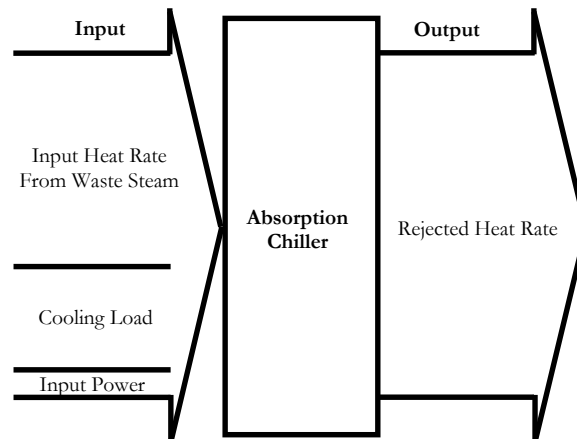 Input
Output
Input Heat Rate
From Waste Steam
Absorption
Chiller
Rejected Heat Rate
Cooling Load
Input Power